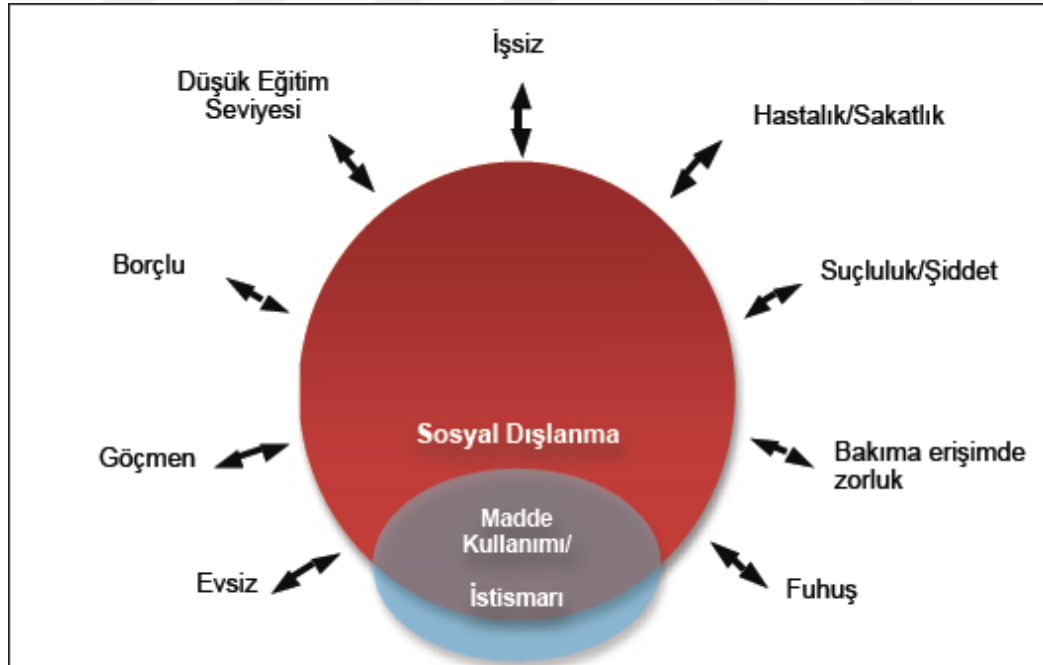 İşsiz
Düşük Eğitim
Seviyesi
Hastalık/Sakatlık
Borçlu
Suçluluk/Şiddet
Sosyal Dışlanma
Göçmen
Bakıma erişimde
zorluk
Madde
Kullanımı/
İstismarı
Evsiz
Fuhuş